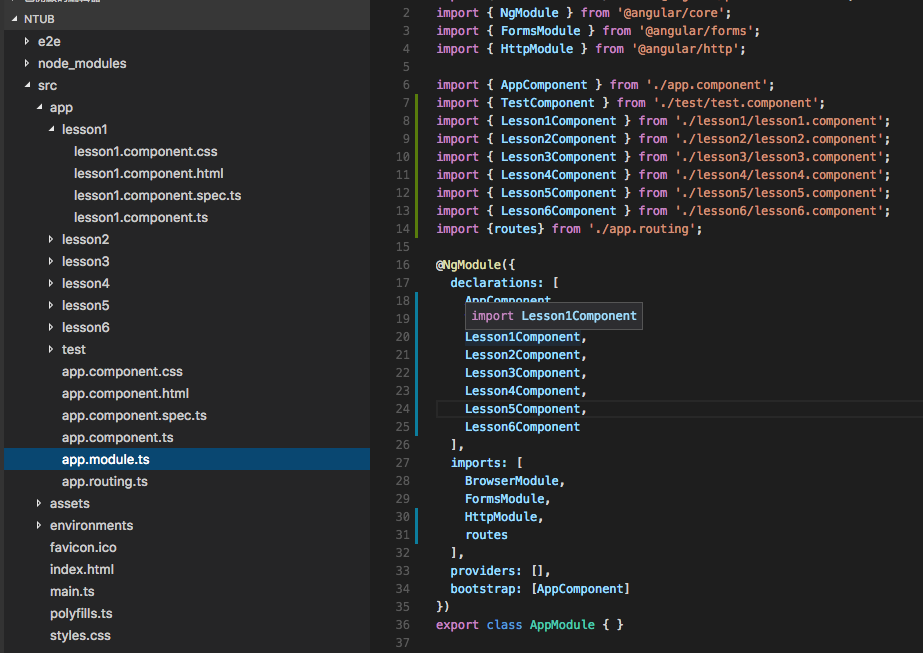 NTUB
e2e
node_modules
src
app
lesson1
lesson1.component.css
lesson1.component.html
lesson1.component.spec.ts
lesson1.component.ts
lesson2
lesson3
lesson4
lesson5
lesson6
test
app.component.css
app.component.html
app.component.spec.ts
app.component.ts
app.module.ts
app.routing.ts
assets
environments
favicon.ico
index.html
main.ts
polyfills.ts
styles.css
2 import { NgModule } from '@angular/core';
3 import { FormsModule } from '@angular/forms';
4 import { HttpModule } from '@angular/http';
5
6 import { AppComponent } from './app.component';
7 import { TestComponent } from './test/test.component';
8 import { Lesson1Component } from './lesson1/lesson1.component';
9 import { Lesson2Component } from './lesson2/lesson2.component';
10 import { Lesson3Component } from './lesson3/lesson3.component';
11 import { Lesson4Component } from './lesson4/lesson4.component';
12 import { Lesson5Component } from './lesson5/lesson5.component';
13 import { Lesson6Component } from './lesson6/lesson6.component';
14 import {routes} from './app.routing';
15
16 @NgModule({
17 declarations: [
18 AppComponent
19 import Lesson1Component
20 Lesson1Component,
21 Lesson2Component,
22 Lesson3Component,
23 Lesson4Component,
24 Lesson5Component,
25 Lesson6Component
26 ],
27 imports: [
28 BrowserModule,
29 FormsModule,
30 HttpModule,
31 routes
32 ],
33 providers: [],
34 bootstrap: [AppComponent]
35 })
36 export class AppModule { }
37